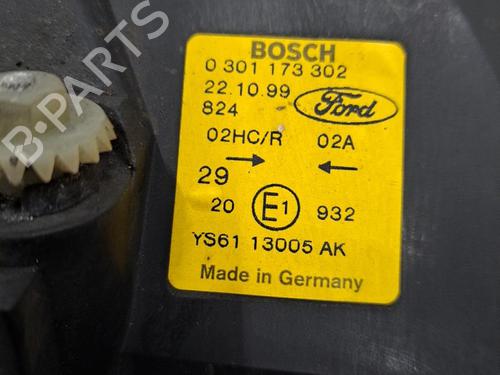 BOSCH
0 301 173 302
22.10.99
824 Ford
02HC/R 02A
29
20 E1 932
YS61 13005 AK
Made in Germany
B-PARTS